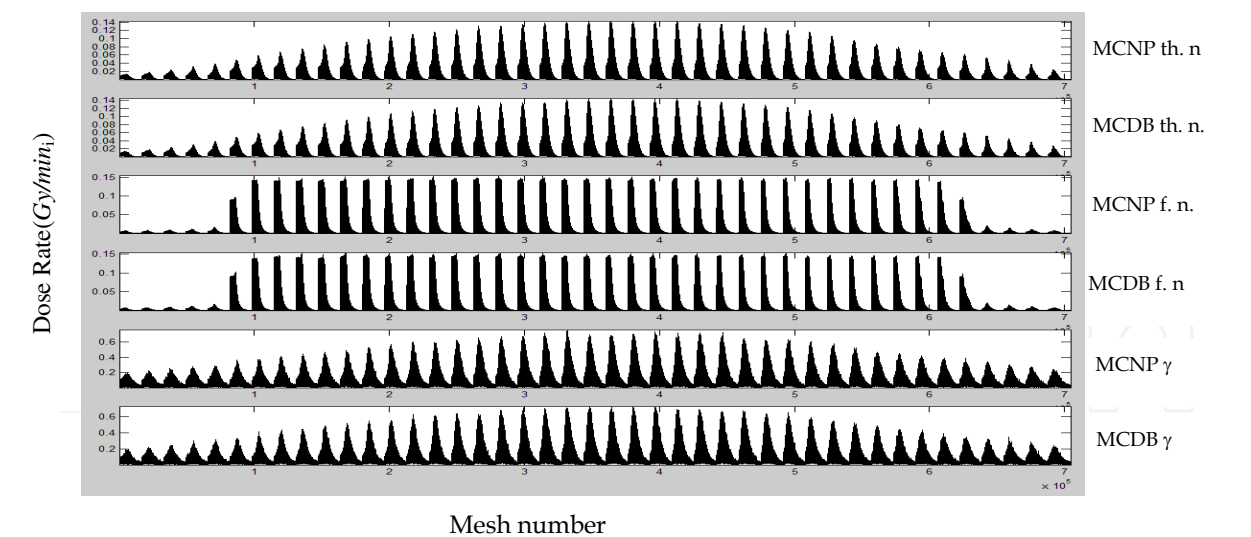 0.14
0.12
0.1
0.08
0.06
0.04
0.02
1 2 3 4 5 6 7
MCNP th. n
0.14
0.12
0.1
0.08
0.06
0.04
0.02
1 2 3 4 5 6 7
MCDB th. n.
0.15
0.1
0.05
1 2 3 4 5 6 7
MCNP f. n.
0.15
0.1
0.05
1 2 3 4 5 6 7
MCDB f. n
0.6
0.4
0.2
1 2 3 4 5 6 7
MCNP γ
0.6
0.4
0.2
1 2 3 4 5 6 7
MCDB γ
× 10⁵
Dose Rate(Gy/minᵢ)
Mesh number